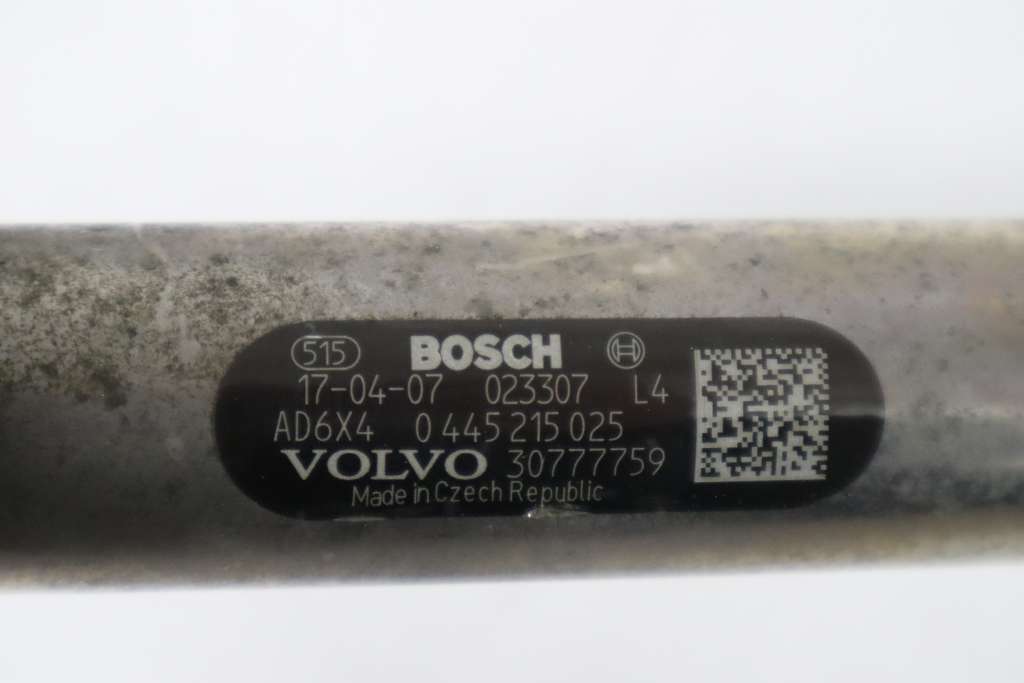 515 BOSCH
17-04-07 023307 L4
AD6X4 0 445 215 025
VOLVO 30777759
Made in Czech Republic